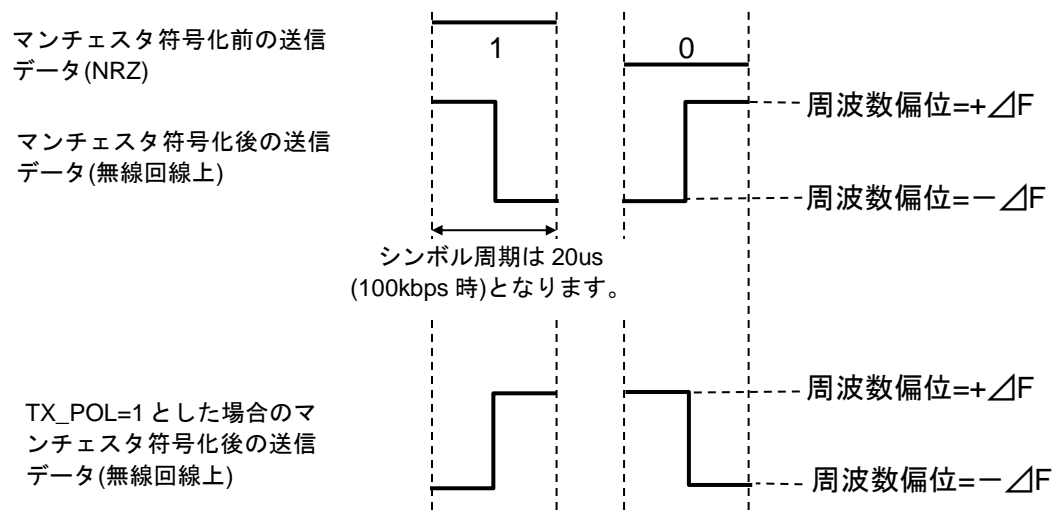 マンチェスタ符号化前の送信
データ(NRZ)
1
0
マンチェスタ符号化後の送信
データ(無線回線上)
周波数偏位=+⊿F
周波数偏位=－⊿F
シンボル周期は 20us
(100kbps 時)となります。
TX_POL=1 とした場合のマ
ンチェスタ符号化後の送信
データ(無線回線上)
周波数偏位=+⊿F
周波数偏位=－⊿F